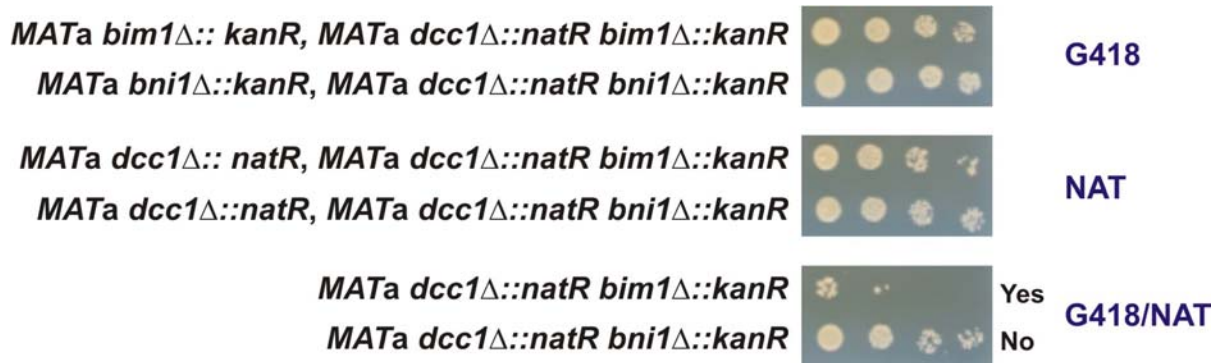 MATa bim1Δ:: kanR, MATa dcc1Δ::natR bim1Δ::kanR
G418
MATa bni1Δ::kanR, MATa dcc1Δ::natR bni1Δ::kanR
MATa dcc1Δ:: natR, MATa dcc1Δ::natR bim1Δ::kanR
NAT
MATa dcc1Δ::natR, MATa dcc1Δ::natR bni1Δ::kanR
MATa dcc1Δ::natR bim1Δ::kanR Yes
G418/NAT
MATa dcc1Δ::natR bni1Δ::kanR No